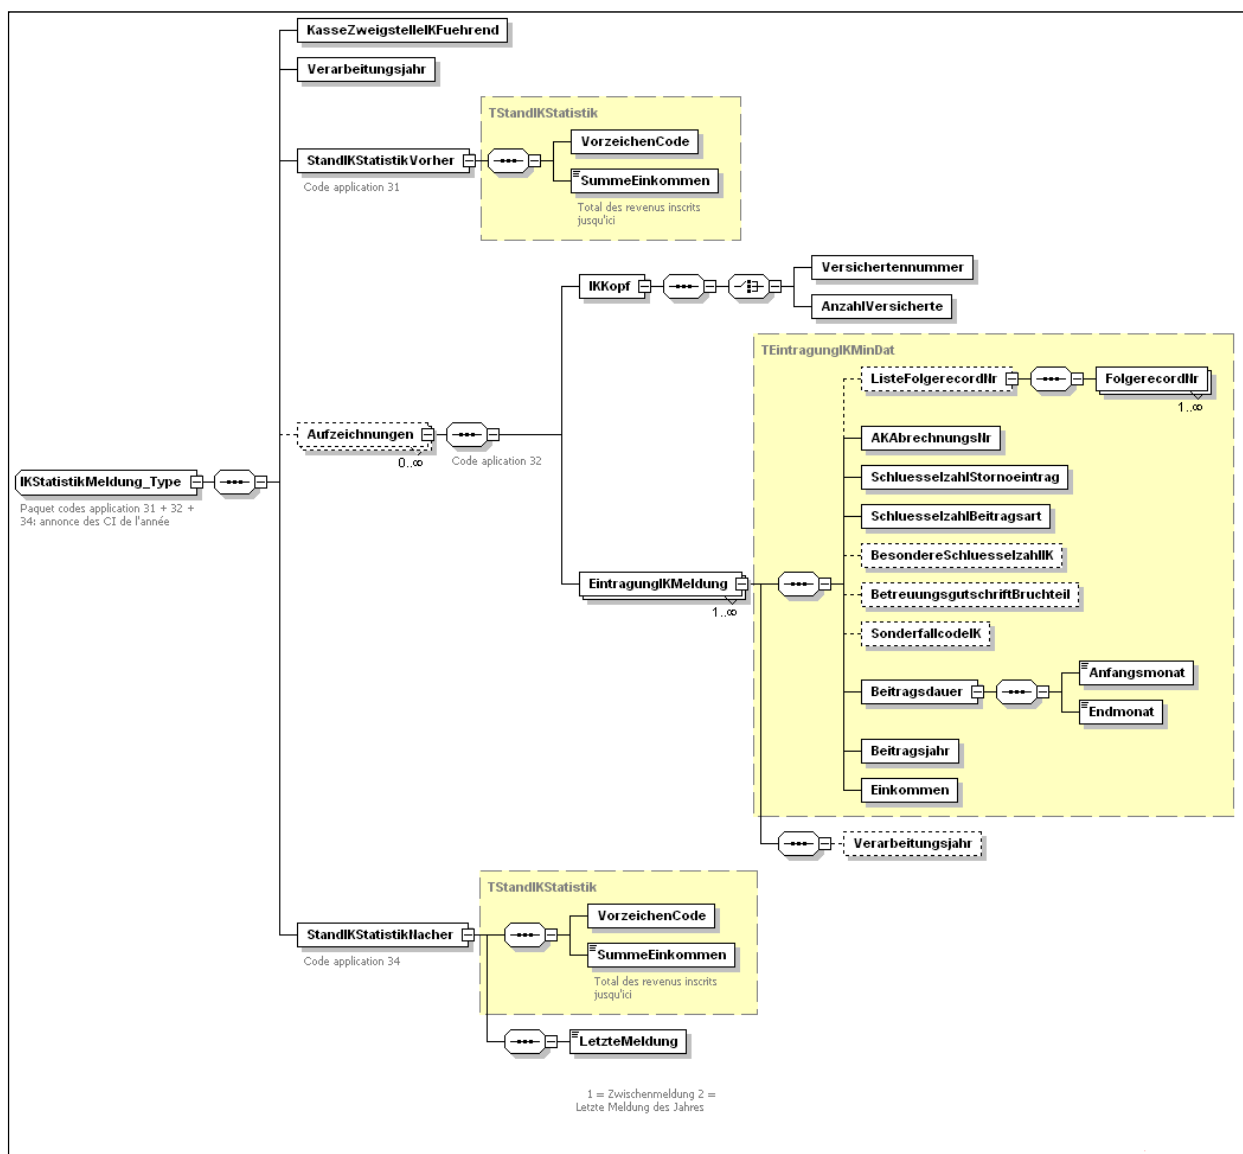 KasseZweigstelleIKFuehrend
Verarbeitungsjahr
TStandIKStatistik
VorzeichenCode
StandIKStatistikVorher
SummeEinkommen
Code application 31
Total des revenus inscrits
jusqu'ici
IKKopf
Versichertennummer
AnzahlVersicherte
TEintragungIKMinDat
ListeFolgerecordNr
FolgerecordNr
1..∞
Aufzeichnungen
0..∞
Code aplication 32
AKAbrechnungsNr
IKStatistikMeldung_Type
Paquet codes application 31 + 32 +
34: annonce des CI de l'année
SchluesselzahlStornoeintrag
SchluesselzahlBeitragsart
BesondereSchluesselzahlIK
EintragungIKMeldung
1..∞
BetreuungsgutschriftBruchteil
SonderfallcodeIK
Beitragsdauer
Anfangsmonat
Endmonat
Beitragsjahr
Einkommen
Verarbeitungsjahr
TStandIKStatistik
VorzeichenCode
StandIKStatistikNacher
SummeEinkommen
Code application 34
Total des revenus inscrits
jusqu'ici
LetzteMeldung
1 = Zwischenmeldung 2 =
Letzte Meldung des Jahres